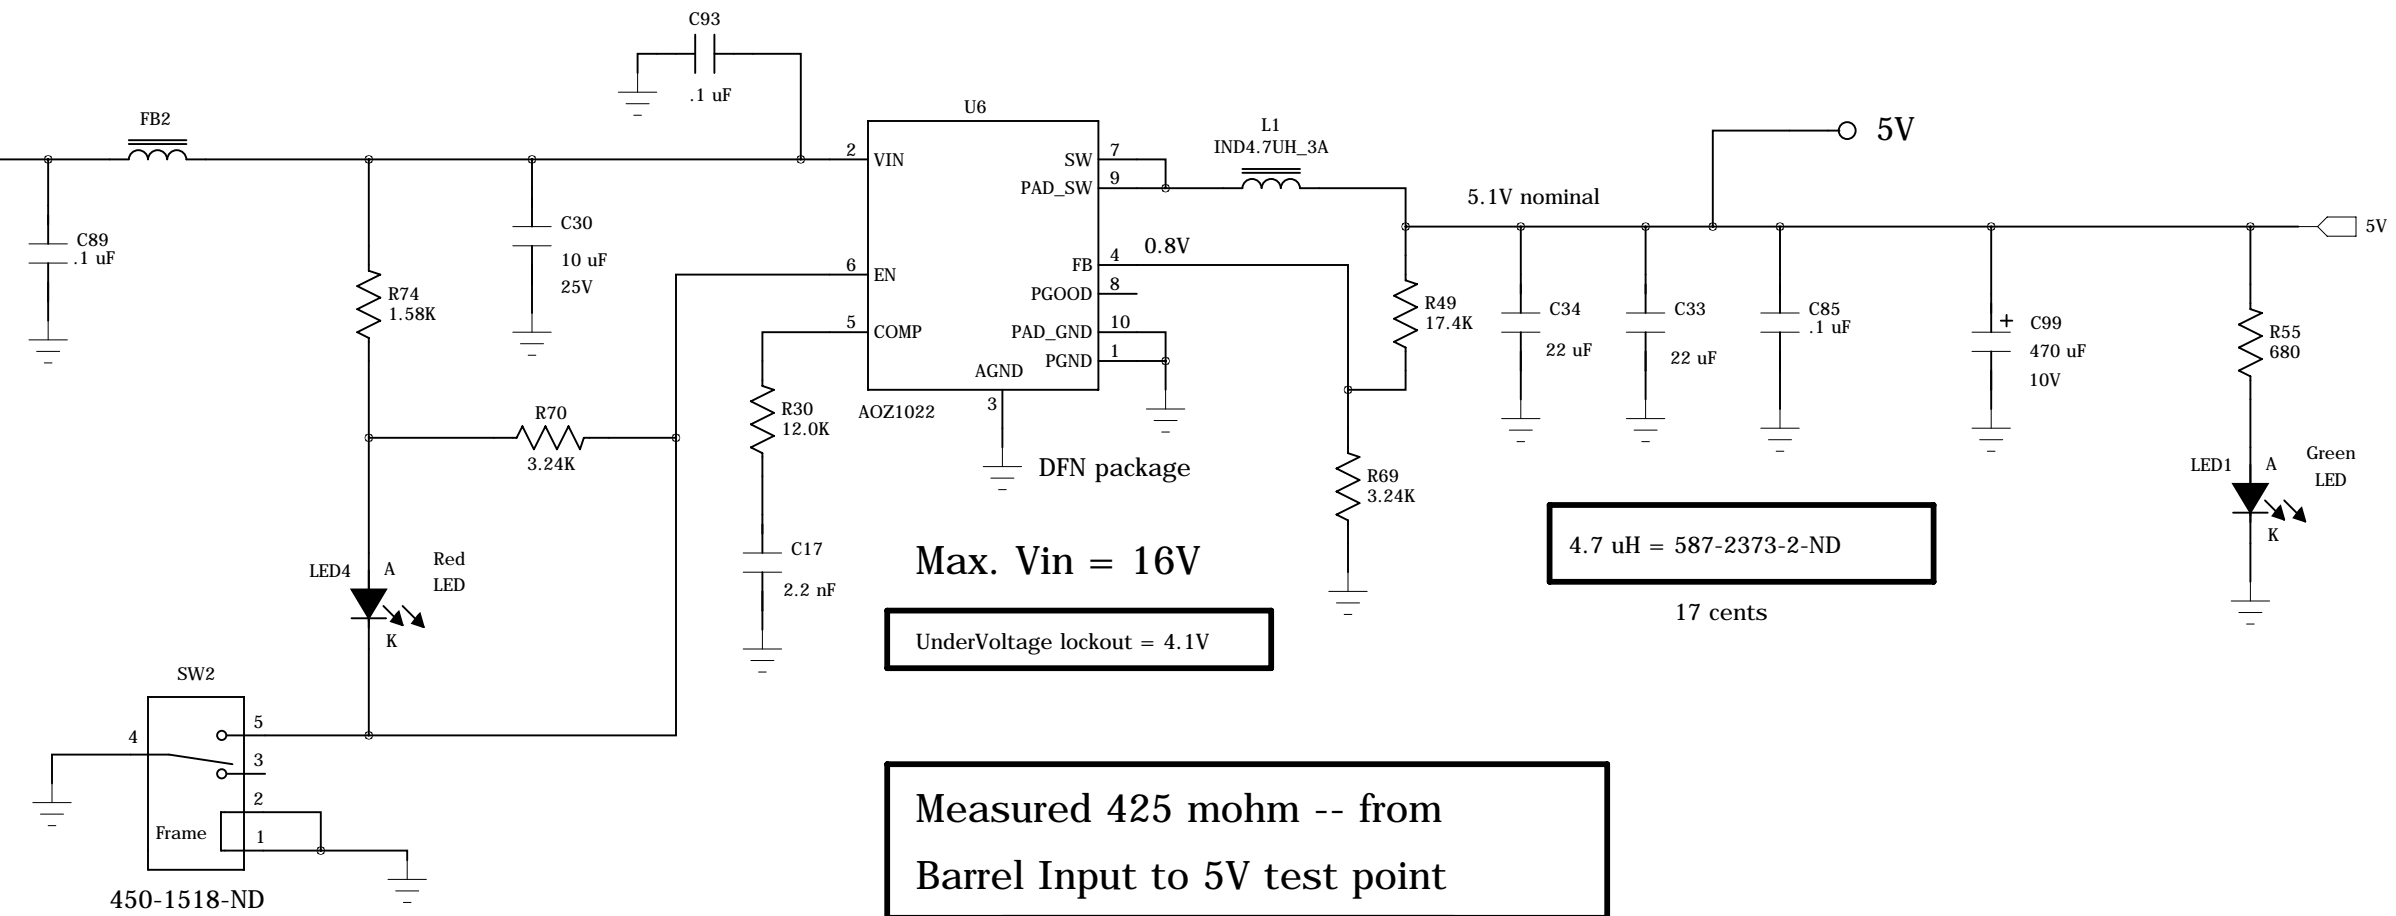 C93
.1 uF
FB2
U6
L1
IND4.7UH_3A
5V
2
VIN
SW
7
PAD_SW
9
5.1V nominal
5V
C89
.1 uF
C30
10 uF
25V
0.8V
6
EN
FB
4
PGOOD
8
R74
1.58K
5
COMP
PAD_GND
10
PGND
1
AGND
3
AOZ1022
R49
17.4K
C34
22 uF
C33
22 uF
C85
.1 uF
+
C99
470 uF
10V
R55
680
R70
3.24K
R30
12.0K
DFN package
R69
3.24K
LED1
A
K
Green
LED
C17
2.2 nF
Max. Vin = 16V
4.7 uH = 587-2373-2-ND
17 cents
LED4
A
K
Red
LED
UnderVoltage lockout = 4.1V
SW2
4
5
3
2
1
Frame
450-1518-ND
Measured 425 mohm -- from
Barrel Input to 5V test point